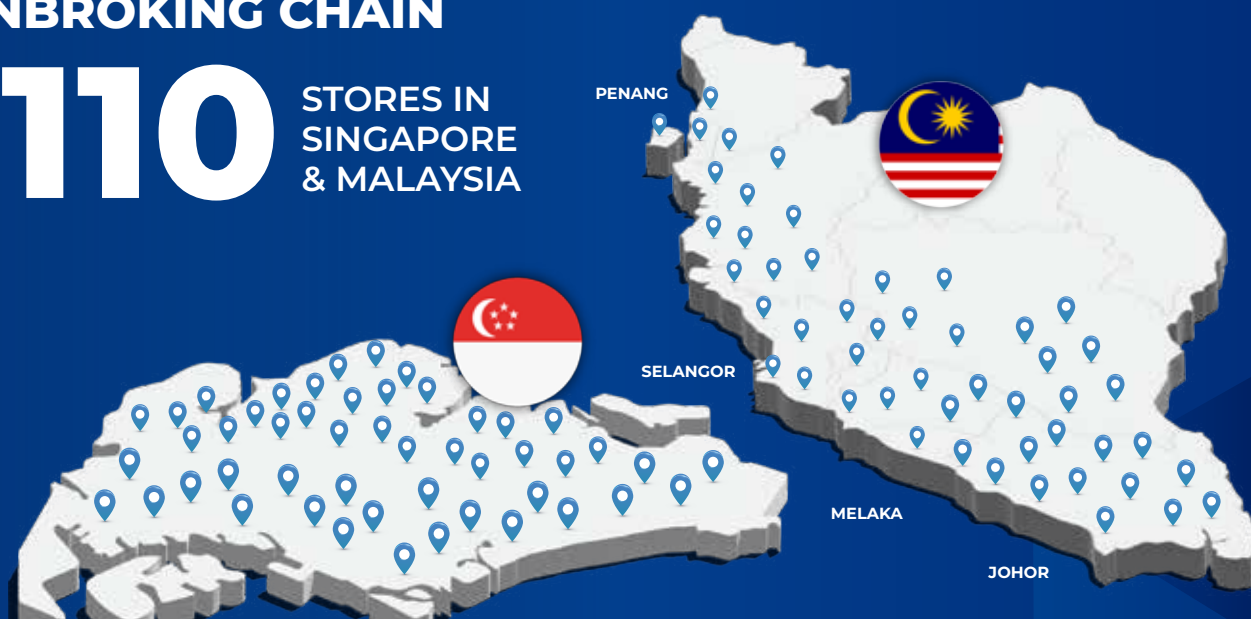 NBROKING CHAIN
110
STORES IN
SINGAPORE
& MALAYSIA
PENANG
SELANGOR
MELAKA
JOHOR